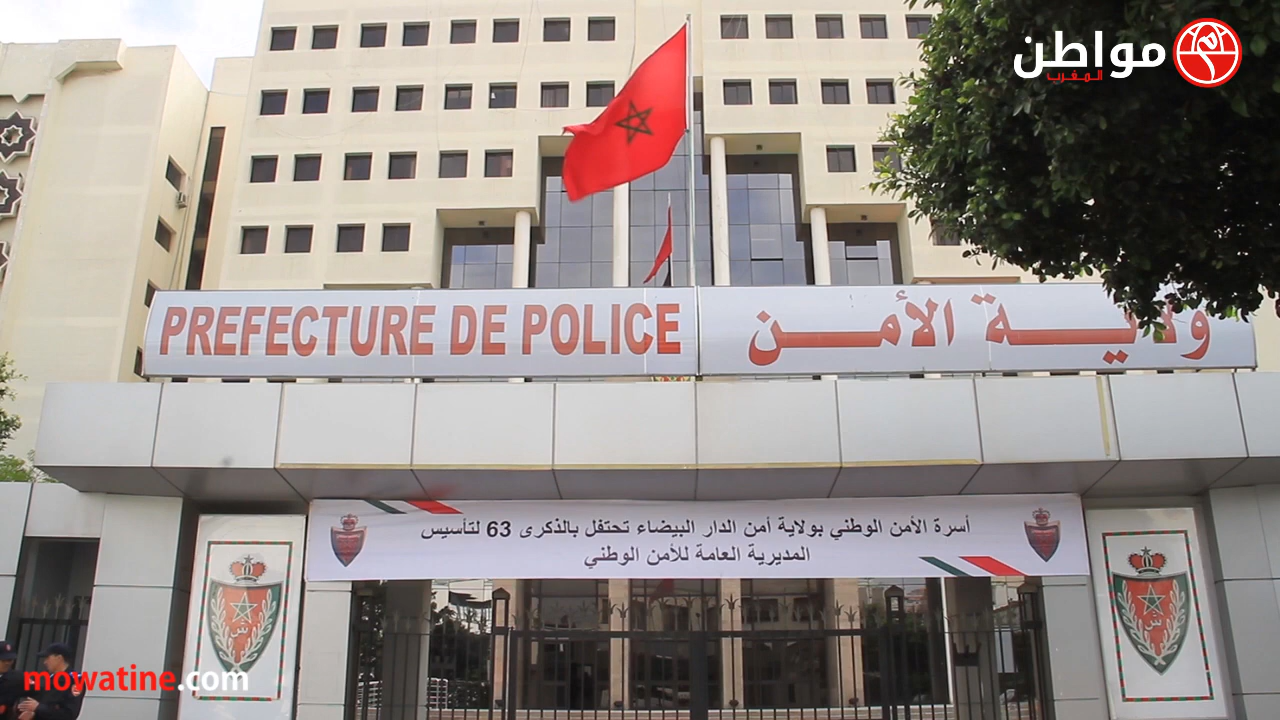 مواطن
المغرب
PREFECTURE DE POLICE
ولاية الأمن
أسرة الأمن الوطني بولاية أمن الدار البيضاء تحتفل بالذكرى 63 لتأسيس
المديرية العامة للأمن الوطني
mowatine.com